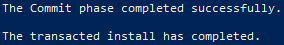 The Commit phase completed successfully.
The transacted install has completed.